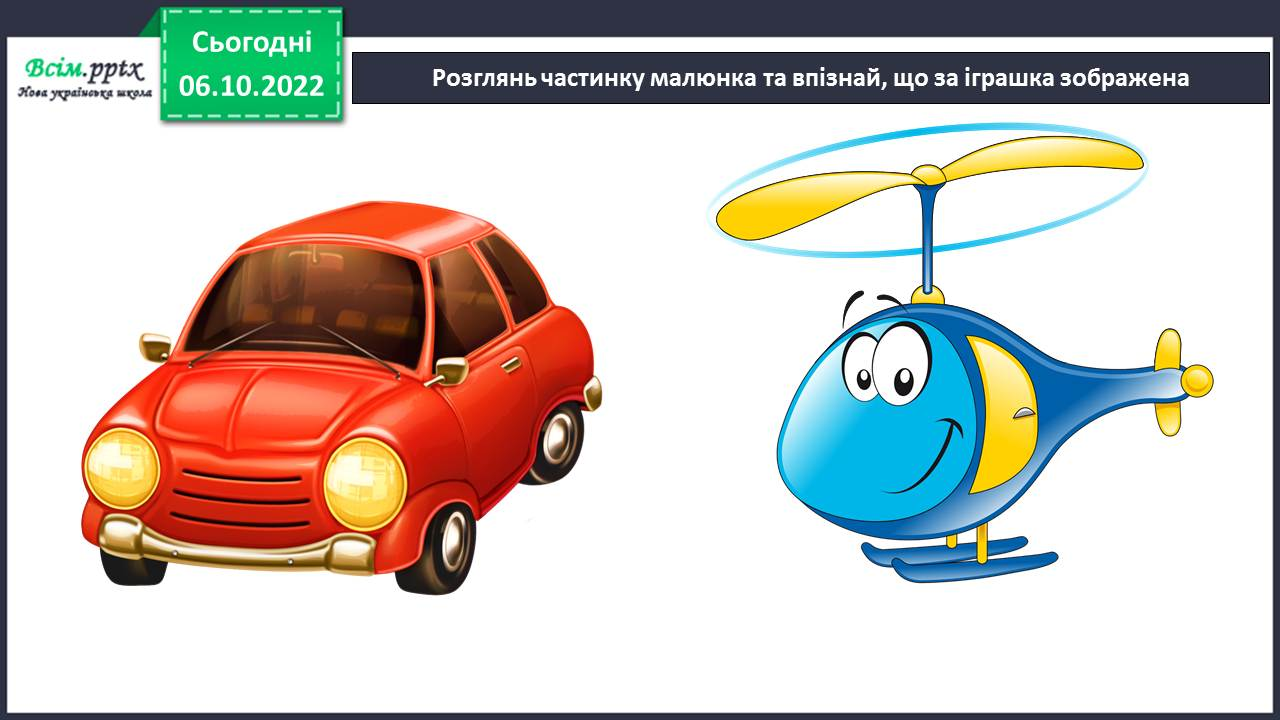 Всім.pptx
Нова українська школа
Сьогодні
06.10.2022
Розглянь частинку малюнка та впізнай, що за іграшка зображена